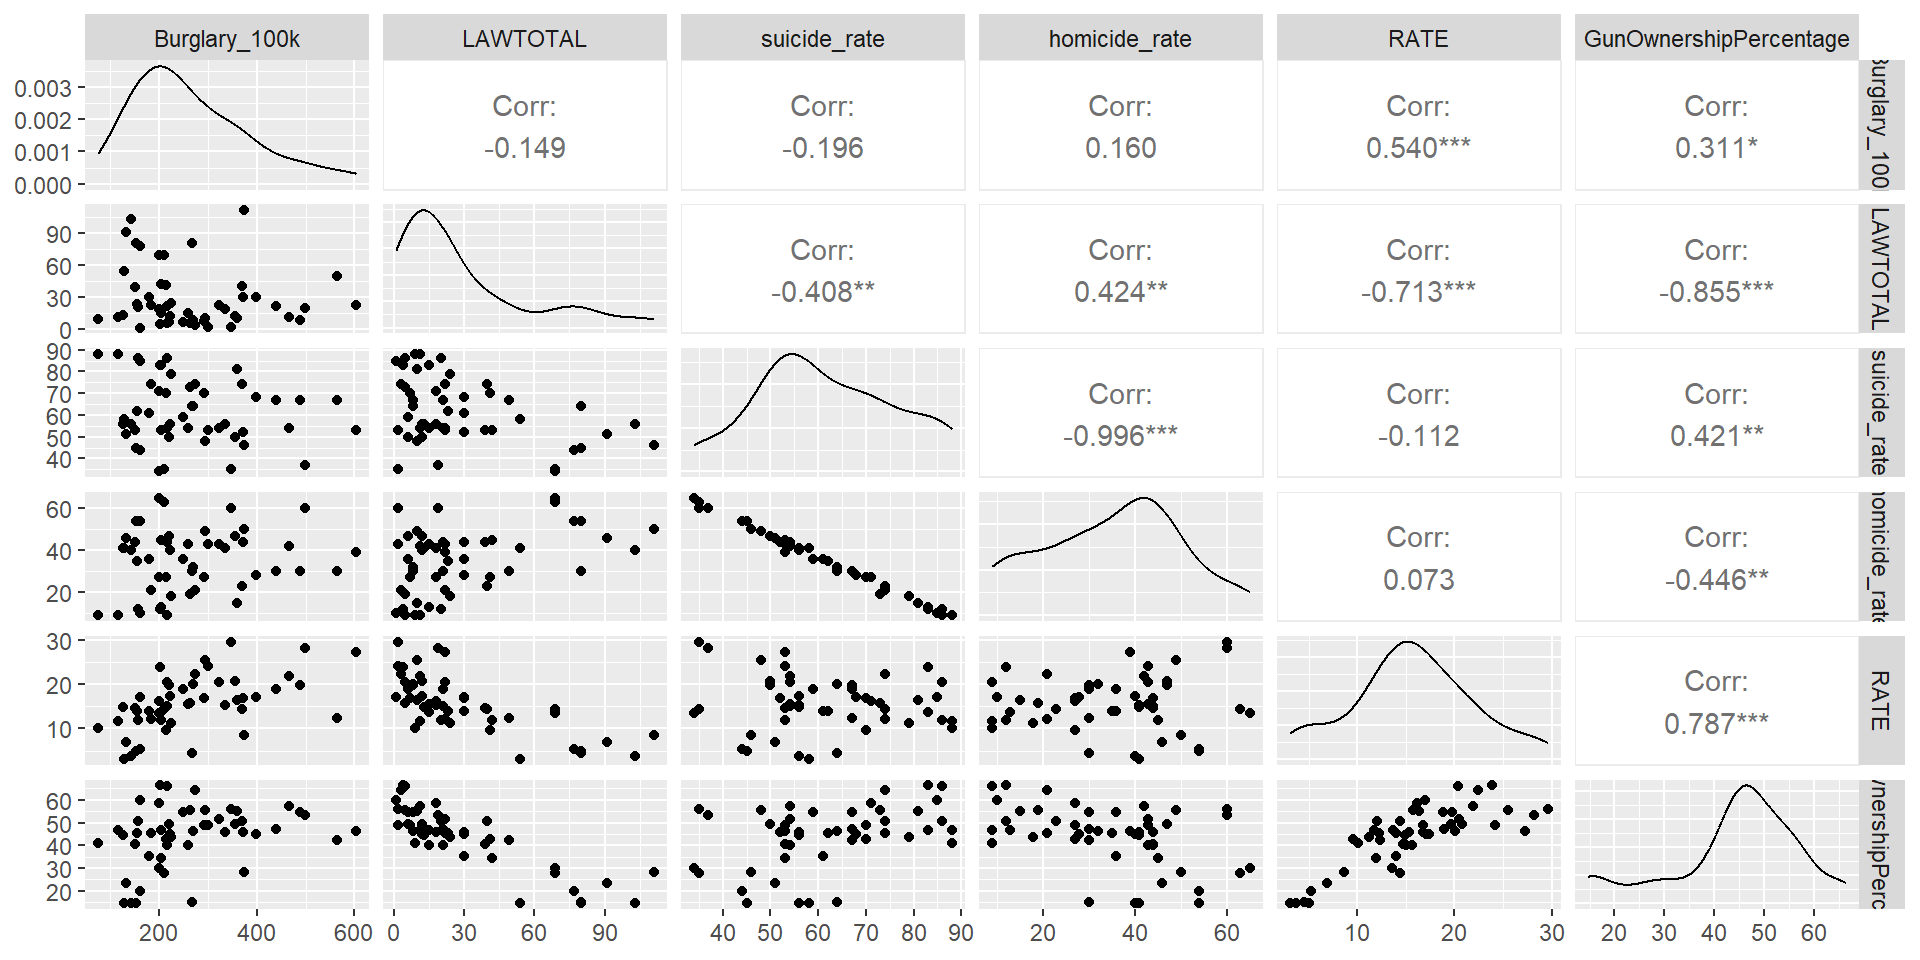 Burglary_100k LAWTOTAL suicide_rate homicide_rate RATE GunOwnershipPercentage
0.003
0.002
0.001
0.000
Corr:
-0.149
Corr:
-0.196
Corr:
0.160
Corr:
0.540***
Corr:
0.311*
Burglary_100
90
60
30
0
Corr:
-0.408**
Corr:
0.424**
Corr:
-0.713***
Corr:
-0.855***
LAWTOTAL
90
80
70
60
50
40
Corr:
-0.996***
Corr:
-0.112
Corr:
0.421**
suicide_rate
60
40
20
Corr:
0.073
Corr:
-0.446**
homicide_rate
30
20
10
Corr:
0.787***
RATE
60
50
40
30
20
wnershipPerc
200 400 600 0 30 60 90 40 50 60 70 80 90 20 40 60 10 20 30 20 30 40 50 60